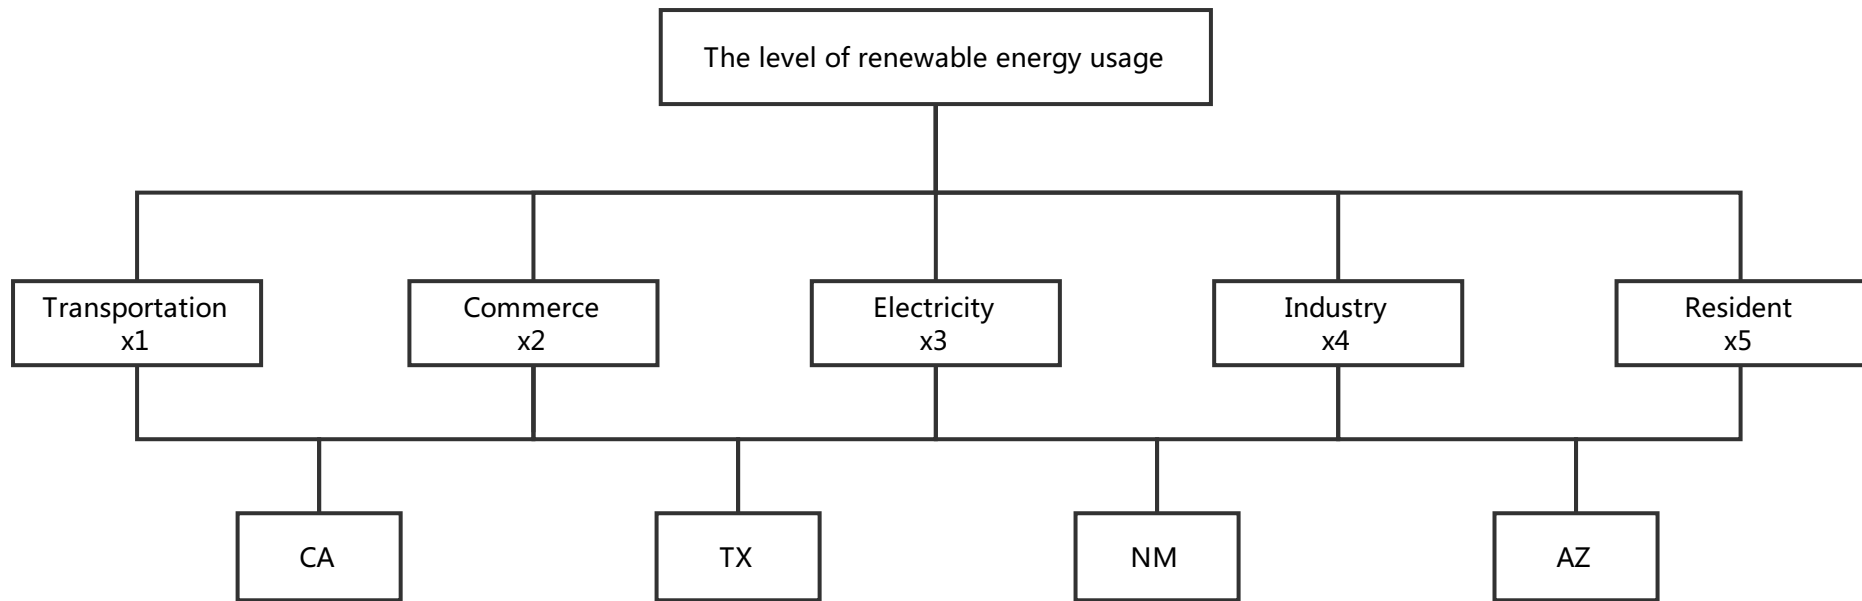 The level of renewable energy usage
Transportation
x1
Commerce
x2
Electricity
x3
Industry
x4
Resident
x5
CA
TX
NM
AZ